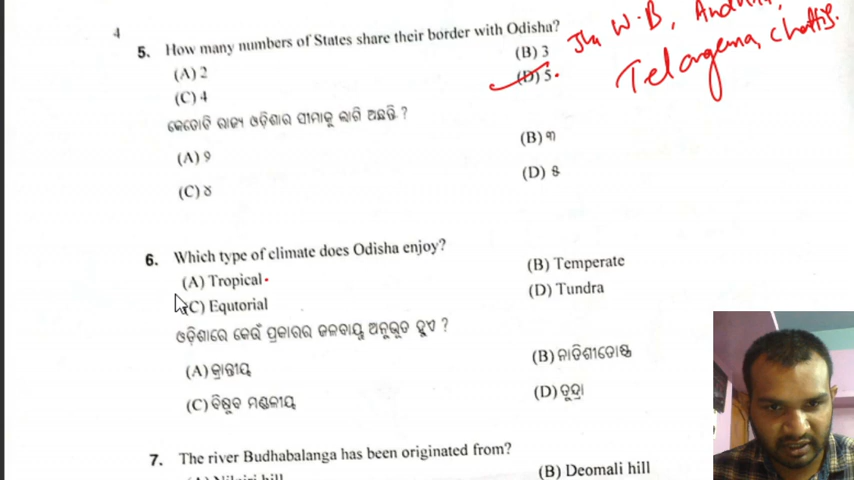 4
Jha W.B, Andhra,
Telangena, chattis.
5. How many numbers of States share their border with Odisha?
(A) 2 (B) 3
(C) 4 (D) 5
କେତୋଟି ରାଜ୍ୟ ଓଡ଼ିଶାର ସୀମାକୁ ଲାଗି ଅଛନ୍ତି ?
(A) ୨ (B) ୩
(C) ୪ (D) ୫
6. Which type of climate does Odisha enjoy?
(A) Tropical (B) Temperate
(C) Equtorial (D) Tundra
ଓଡ଼ିଶାରେ କେଉଁ ପ୍ରକାରର ଜଳବାୟୁ ଅନୁଭୂତ ହୁଏ ?
(A) କ୍ରାନ୍ତୀୟ (B) ନାତିଶୀତୋଷ୍ଣ
(C) ବିଷୁବ ମଣ୍ଡଳୀୟ (D) ତୁନ୍ଦ୍ରା
7. The river Budhabalanga has been originated from?
(B) Deomali hill